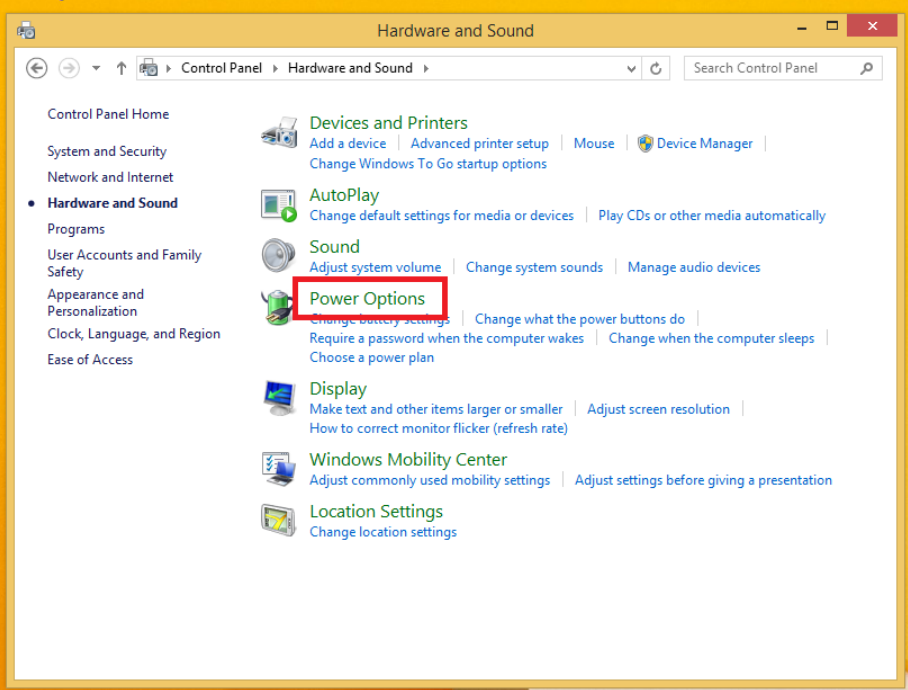 Hardware and Sound
Control Panel Hardware and Sound Search Control Panel
Control Panel Home
System and Security
Network and Internet
Hardware and Sound
Programs
User Accounts and Family
Safety
Appearance and
Personalization
Clock, Language, and Region
Ease of Access
Devices and Printers
Add a device Advanced printer setup Mouse Device Manager
Change Windows To Go startup options
AutoPlay
Change default settings for media or devices Play CDs or other media automatically
Sound
Adjust system volume Change system sounds Manage audio devices
Power Options
Change battery settings Change what the power buttons do
Require a password when the computer wakes Change when the computer sleeps
Choose a power plan
Display
Make text and other items larger or smaller Adjust screen resolution
How to correct monitor flicker (refresh rate)
Windows Mobility Center
Adjust commonly used mobility settings Adjust settings before giving a presentation
Location Settings
Change location settings